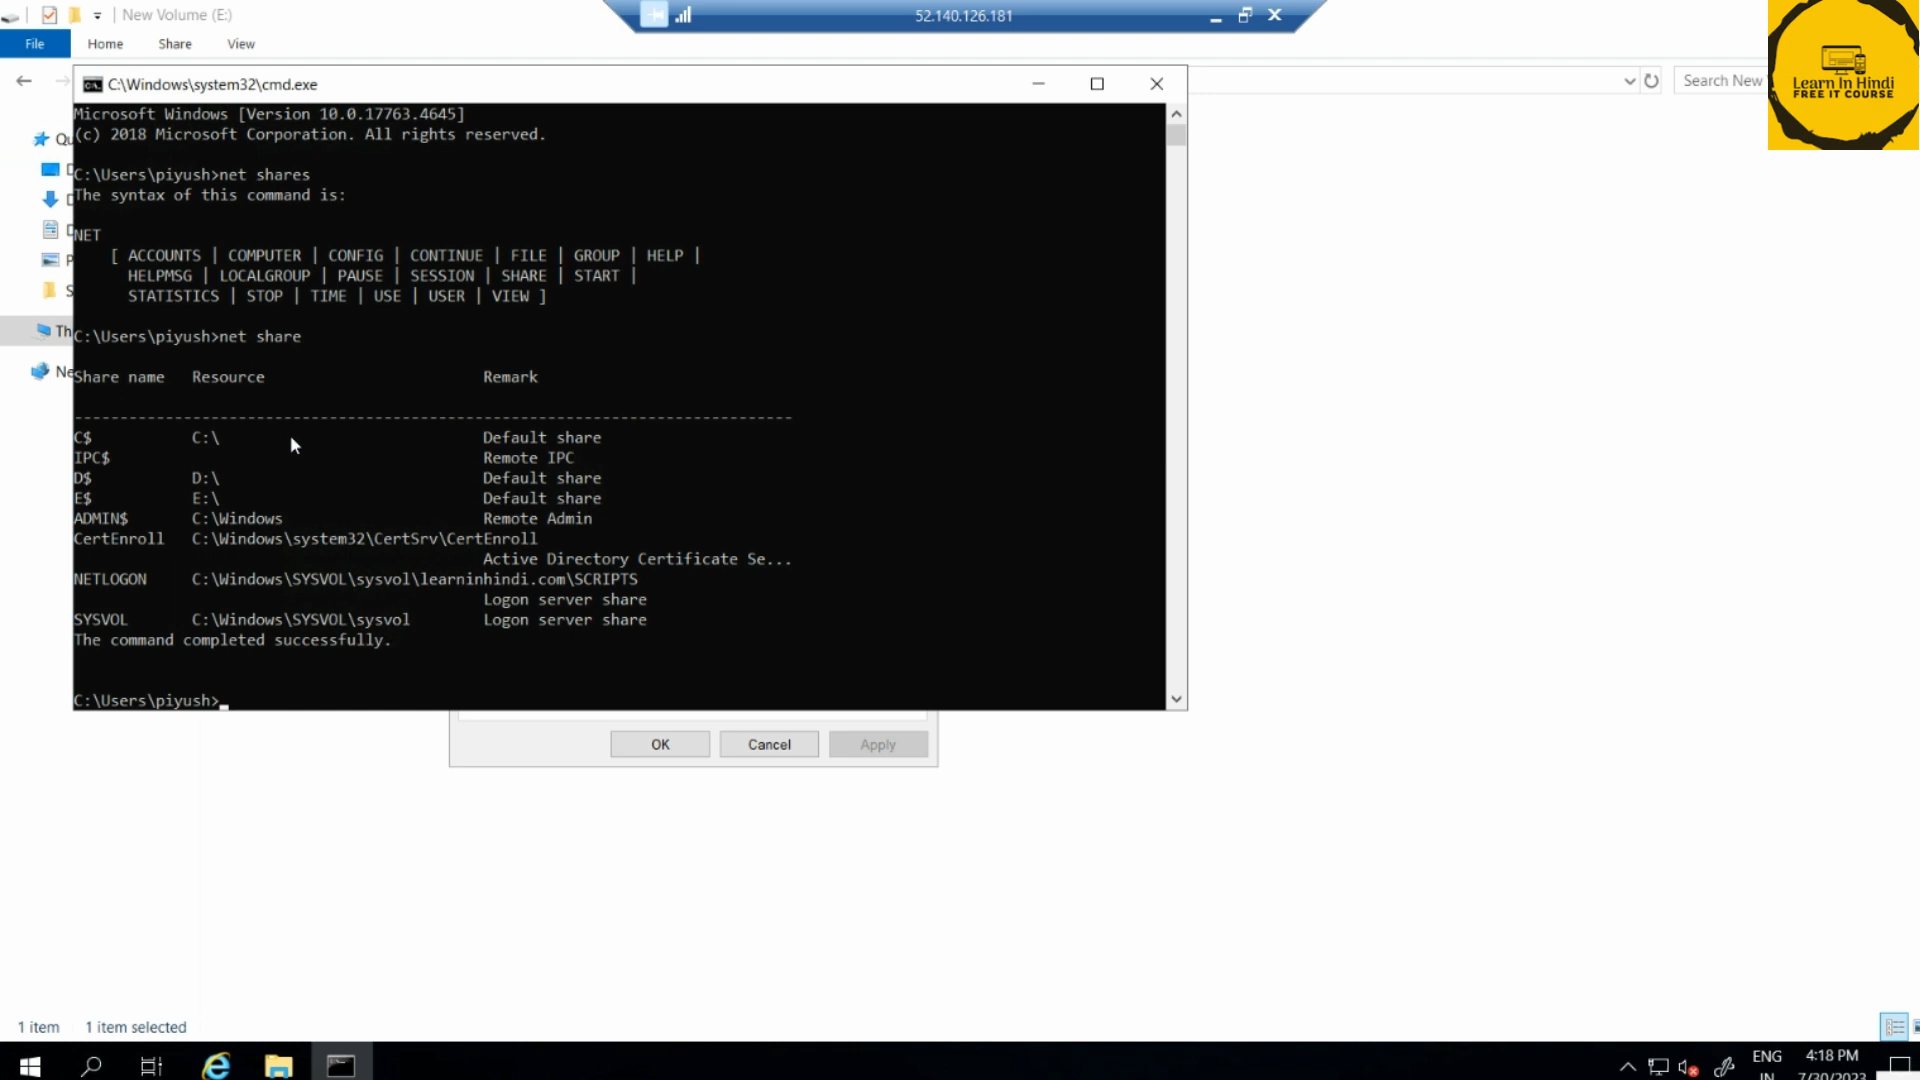 New Volume (E:)
52.140.126.181
File Home Share View
Learn In Hindi
FREE IT COURSE
C:\Windows\system32\cmd.exe
Search New
Microsoft Windows [Version 10.0.17763.4645]
(c) 2018 Microsoft Corporation. All rights reserved.
C:\Users\piyush>net shares
The syntax of this command is:
NET
[ ACCOUNTS | COMPUTER | CONFIG | CONTINUE | FILE | GROUP | HELP |
HELPMSG | LOCALGROUP | PAUSE | SESSION | SHARE | START |
STATISTICS | STOP | TIME | USE | USER | VIEW ]
C:\Users\piyush>net share
Share name Resource Remark
-------------------------------------------------------------------------------
C$ C:\ Default share
IPC$ Remote IPC
D$ D:\ Default share
E$ E:\ Default share
ADMIN$ C:\Windows Remote Admin
CertEnroll C:\Windows\system32\CertSrv\CertEnroll
Active Directory Certificate Se...
NETLOGON C:\Windows\SYSVOL\sysvol\learninhindi.com\SCRIPTS
Logon server share
SYSVOL C:\Windows\SYSVOL\sysvol Logon server share
The command completed successfully.
C:\Users\piyush>_
OK Cancel Apply
1 item 1 item selected
ENG 4:18 PM
IN 7/30/2023